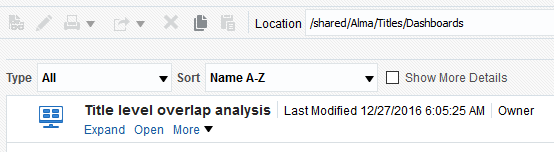 Location /shared/Alma/Titles/Dashboards
Type All Sort Name A-Z Show More Details
Title level overlap analysis Last Modified 12/27/2016 6:05:25 AM Owner
Expand Open More